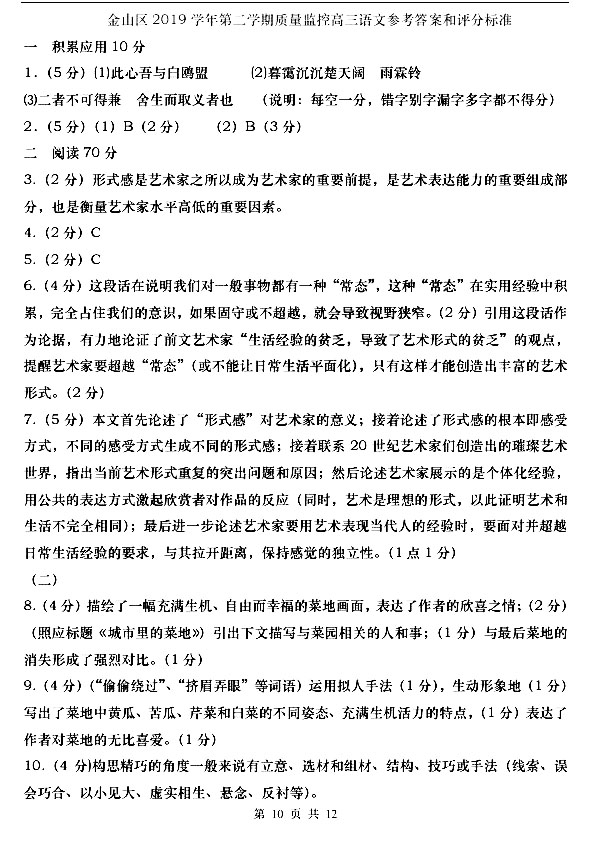 金山区 2019 学年第二学期质量监控高三语文参考答案和评分标准
一 积累应用 10 分
1.（5 分）⑴此心吾与白鸥盟 ⑵暮霭沉沉楚天阔 雨霖铃
⑶二者不可得兼 舍生而取义者也 （说明：每空一分，错字别字漏字多字都不得分）
2.（5 分）（1）B（2 分） （2）B（3 分）
二 阅读 70 分
3.（2 分）形式感是艺术家之所以成为艺术家的重要前提，是艺术表达能力的重要组成部
分，也是衡量艺术家水平高低的重要因素。
4.（2 分）C
5.（2 分）C
6.（4 分）这段话在说明我们对一般事物都有一种“常态”，这种“常态”在实用经验中积
累，完全占住我们的意识，如果固守或不超越，就会导致视野狭窄。（2 分）引用这段话作
为论据，有力地论证了前文艺术家“生活经验的贫乏，导致了艺术形式的贫乏”的观点，
提醒艺术家要超越“常态”（或不能让日常生活平面化），只有这样才能创造出丰富的艺术
形式。（2 分）
7.（5 分）本文首先论述了“形式感”对艺术家的意义；接着论述了形式感的根本即感受
方式，不同的感受方式生成不同的形式感；接着联系 20 世纪艺术家们创造出的璀璨艺术
世界，指出当前艺术形式重复的突出问题和原因；然后论述艺术家展示的是个体化经验，
用公共的表达方式激起欣赏者对作品的反应（同时，艺术是理想的形式，以此证明艺术和
生活不完全相同）；最后进一步论述艺术家要用艺术表现当代人的经验时，要面对并超越
日常生活经验的要求，与其拉开距离，保持感觉的独立性。（1 点 1 分）
（二）
8.（4 分）描绘了一幅充满生机、自由而幸福的菜地画面，表达了作者的欣喜之情；（2 分）
（照应标题《城市里的菜地》）引出下文描写与菜园相关的人和事；（1 分）与最后菜地的
消失形成了强烈对比。（1 分）
9.（4 分）（“偷偷绕过”、“挤眉弄眼”等词语）运用拟人手法（1 分），生动形象地（1 分）
写出了菜地中黄瓜、苦瓜、芹菜和白菜的不同姿态、充满生机活力的特点，（1 分）表达了
作者对菜地的无比喜爱。（1 分）
10.（4 分)构思精巧的角度一般来说有立意、选材和组材、结构、技巧或手法（线索、误
会巧合、以小见大、虚实相生、悬念、反衬等）。
第 10 页 共 12